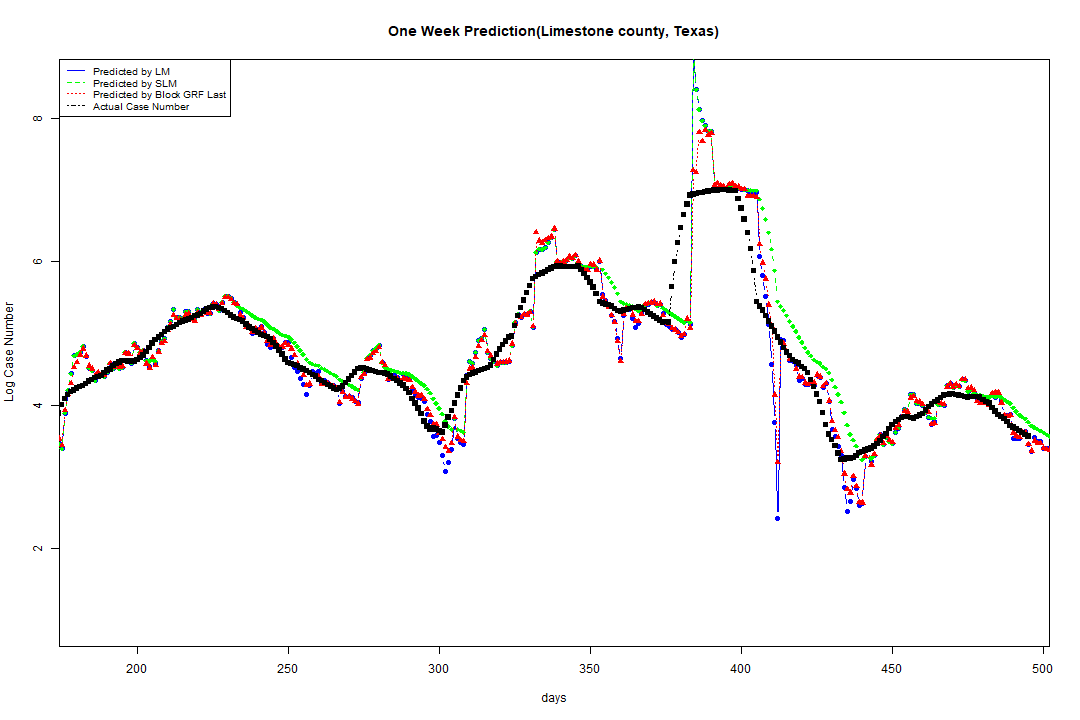 One Week Prediction(Limestone county, Texas)
Predicted by LM
Predicted by SLM
Predicted by Block GRF Last
Actual Case Number
8
6
4
2
Log Case Number
200 250 300 350 400 450 500
days